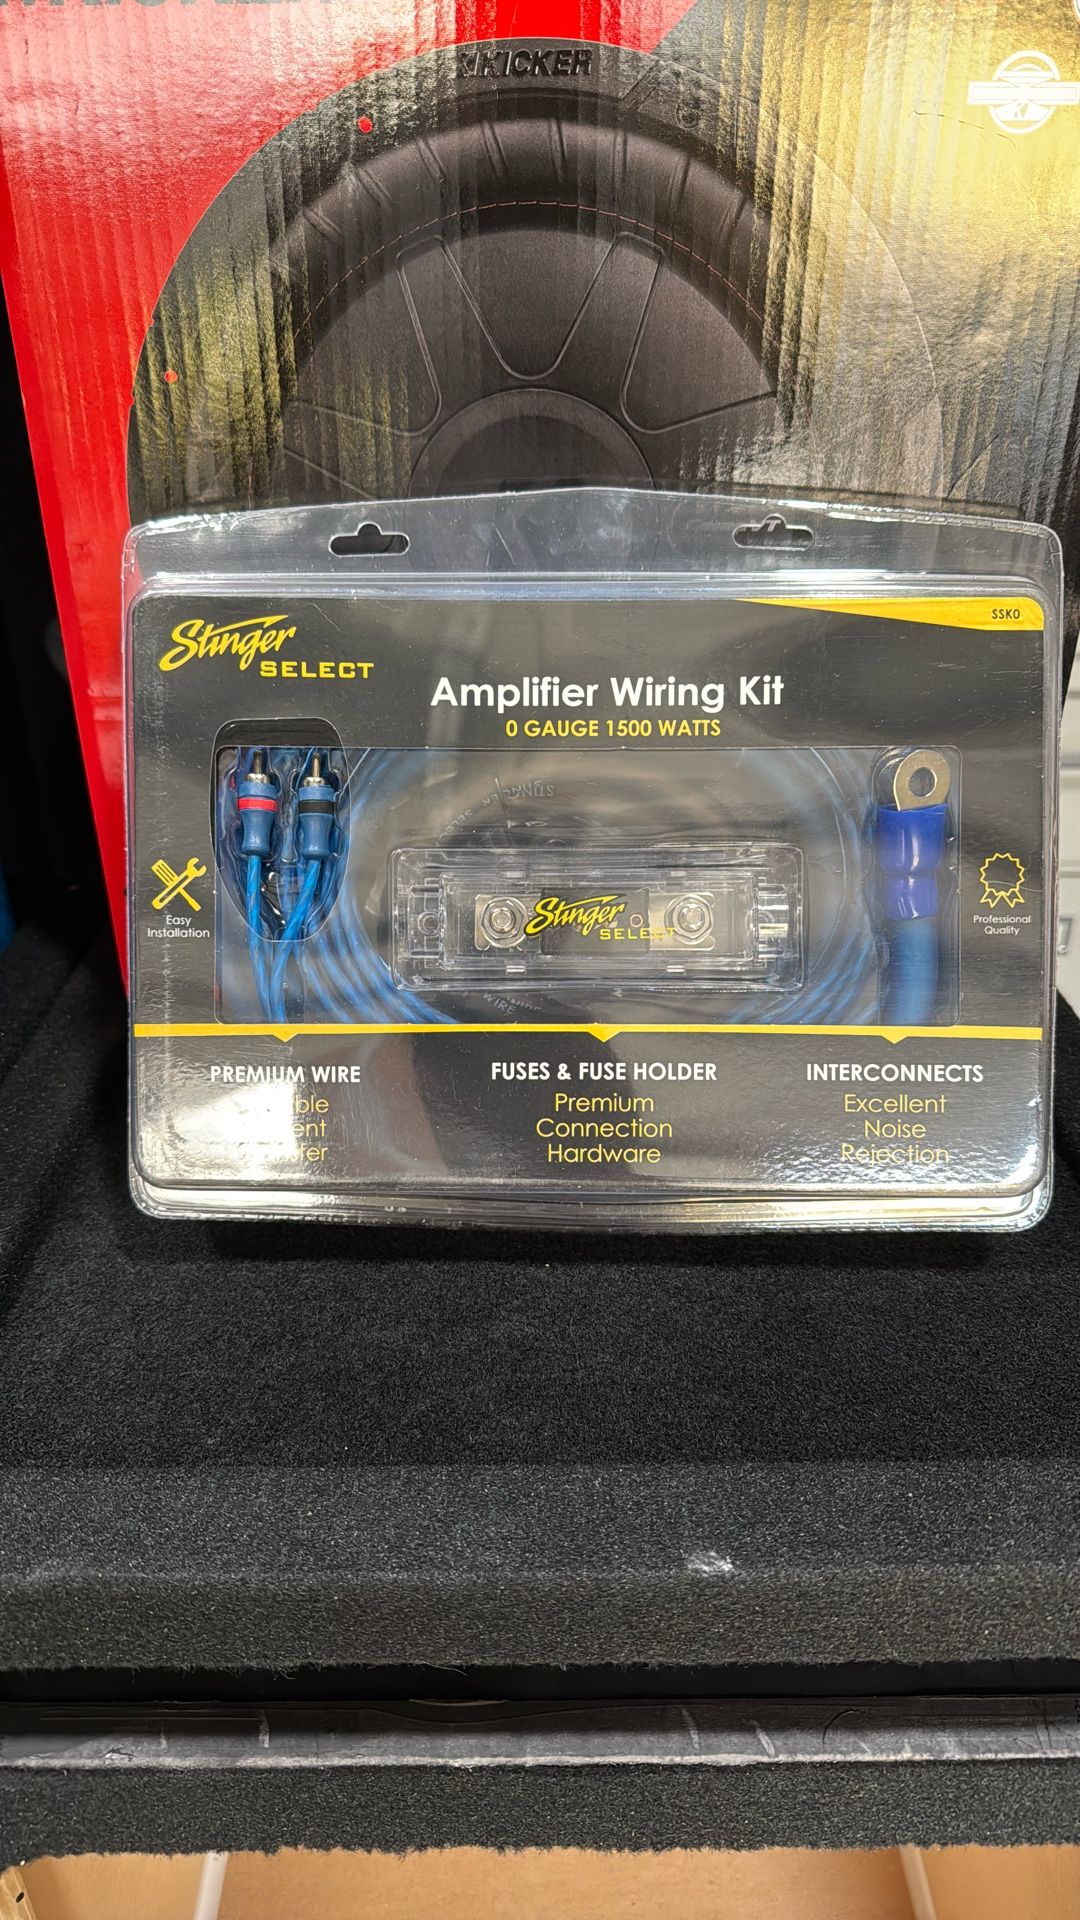 KICKER
SSK0
Stinger
SELECT
Amplifier Wiring Kit
0 GAUGE 1500 WATTS
Stinger
SELECT
Easy
Installation
Professional
Quality
WIRE
PREMIUM WIRE
FUSES & FUSE HOLDER
Premium
Connection
Hardware
INTERCONNECTS
Excellent
Noise
Rejection